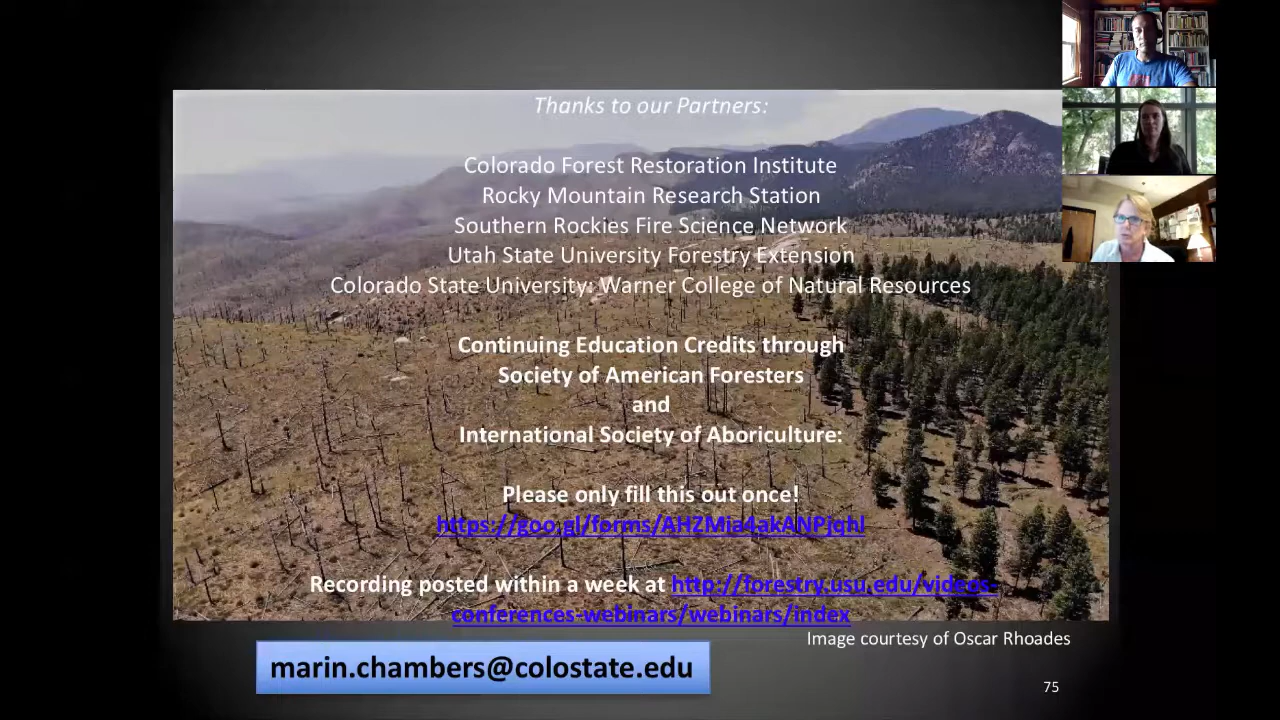 Thanks to our Partners:
Colorado Forest Restoration Institute
Rocky Mountain Research Station
Southern Rockies Fire Science Network
Utah State University Forestry Extension
Colorado State University: Warner College of Natural Resources
Continuing Education Credits through
Society of American Foresters
and
International Society of Aboriculture:
Please only fill this out once!
https://goo.gl/forms/AHZMia4akANPjqhl
Recording posted within a week at http://forestry.usu.edu/videos-
conferences-webinars/webinars/index
Image courtesy of Oscar Rhoades
marin.chambers@colostate.edu
75